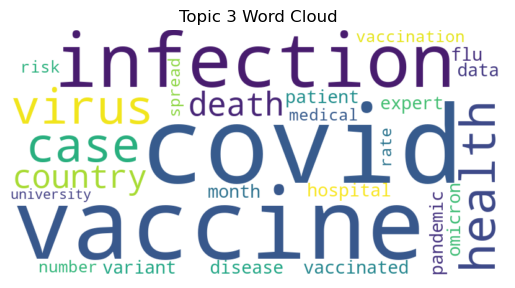 Topic 3 Word Cloud
infection
vaccination
risk
spread
flu
data
virus
death
patient
expert
medical
case
covid
rate
health
country
month
hospital
university
vaccine
pandemic
omicron
number
variant
disease
vaccinated